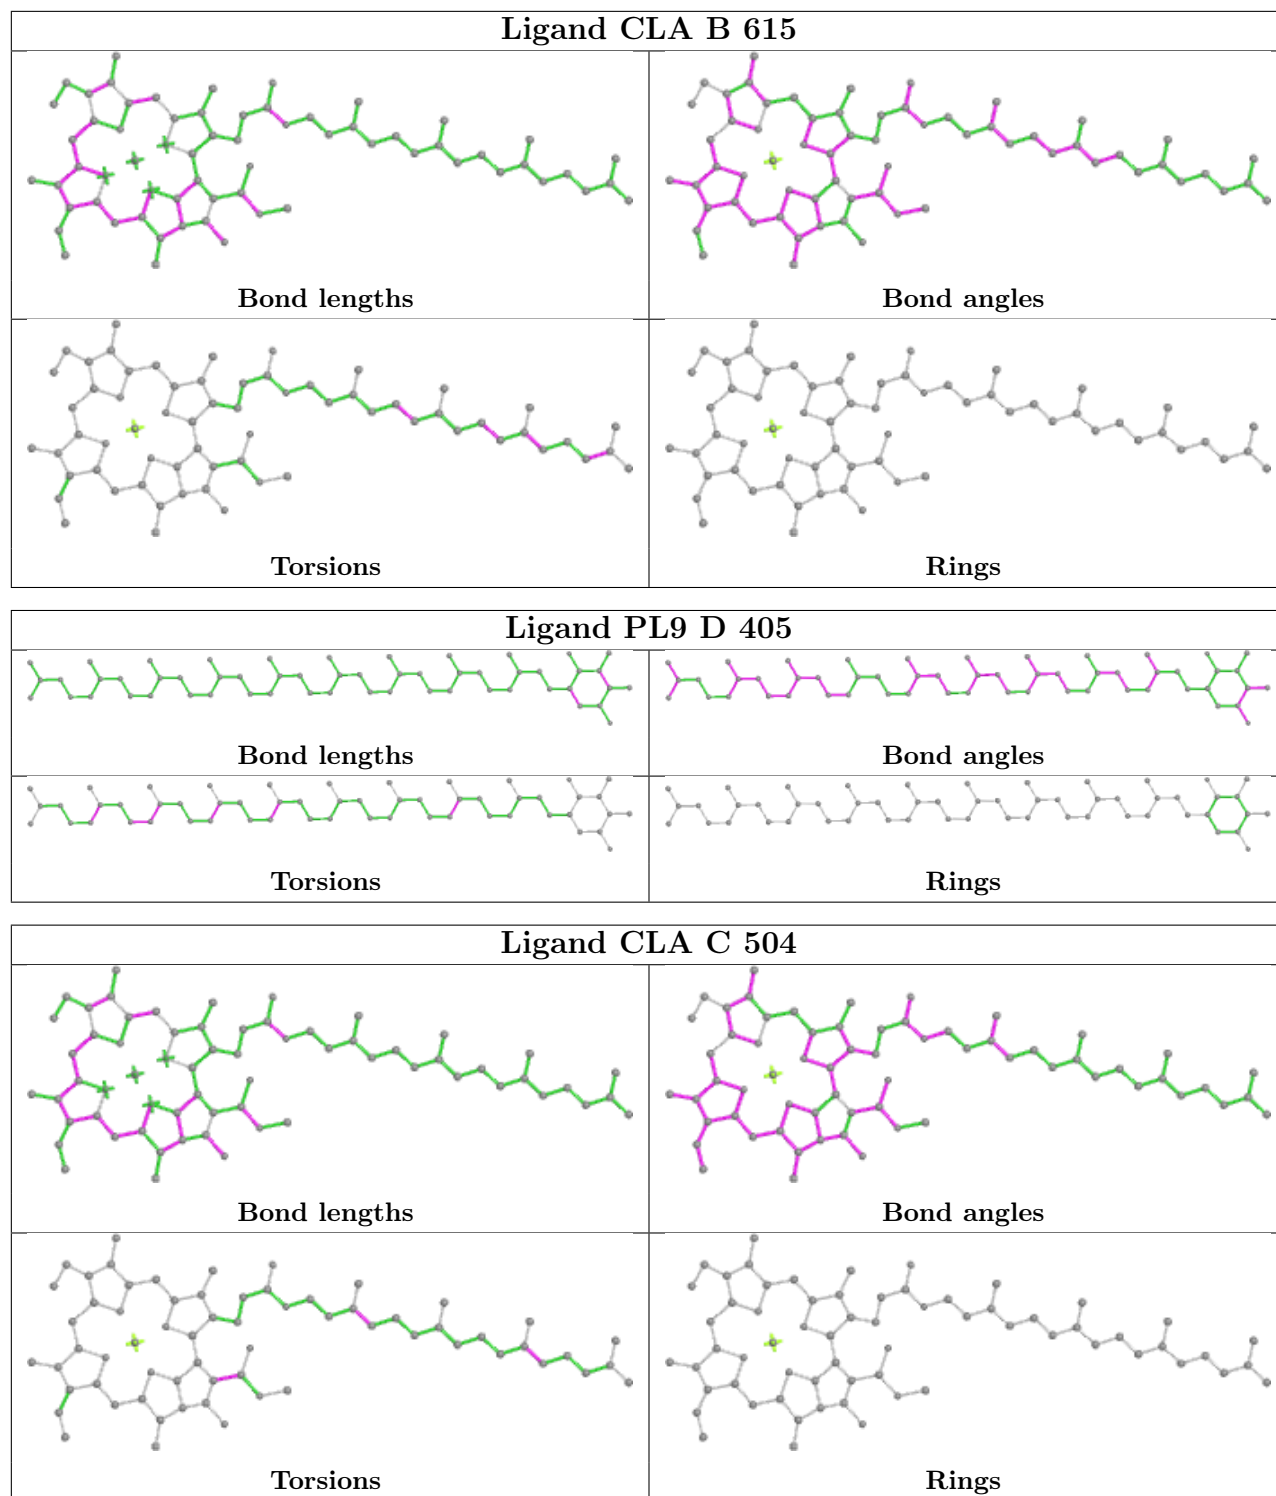 Ligand CLA B 615
Bond lengths
Bond angles
Torsions
Rings
Ligand PL9 D 405
Bond lengths
Bond angles
Torsions
Rings
Ligand CLA C 504
Bond lengths
Bond angles
Torsions
Rings